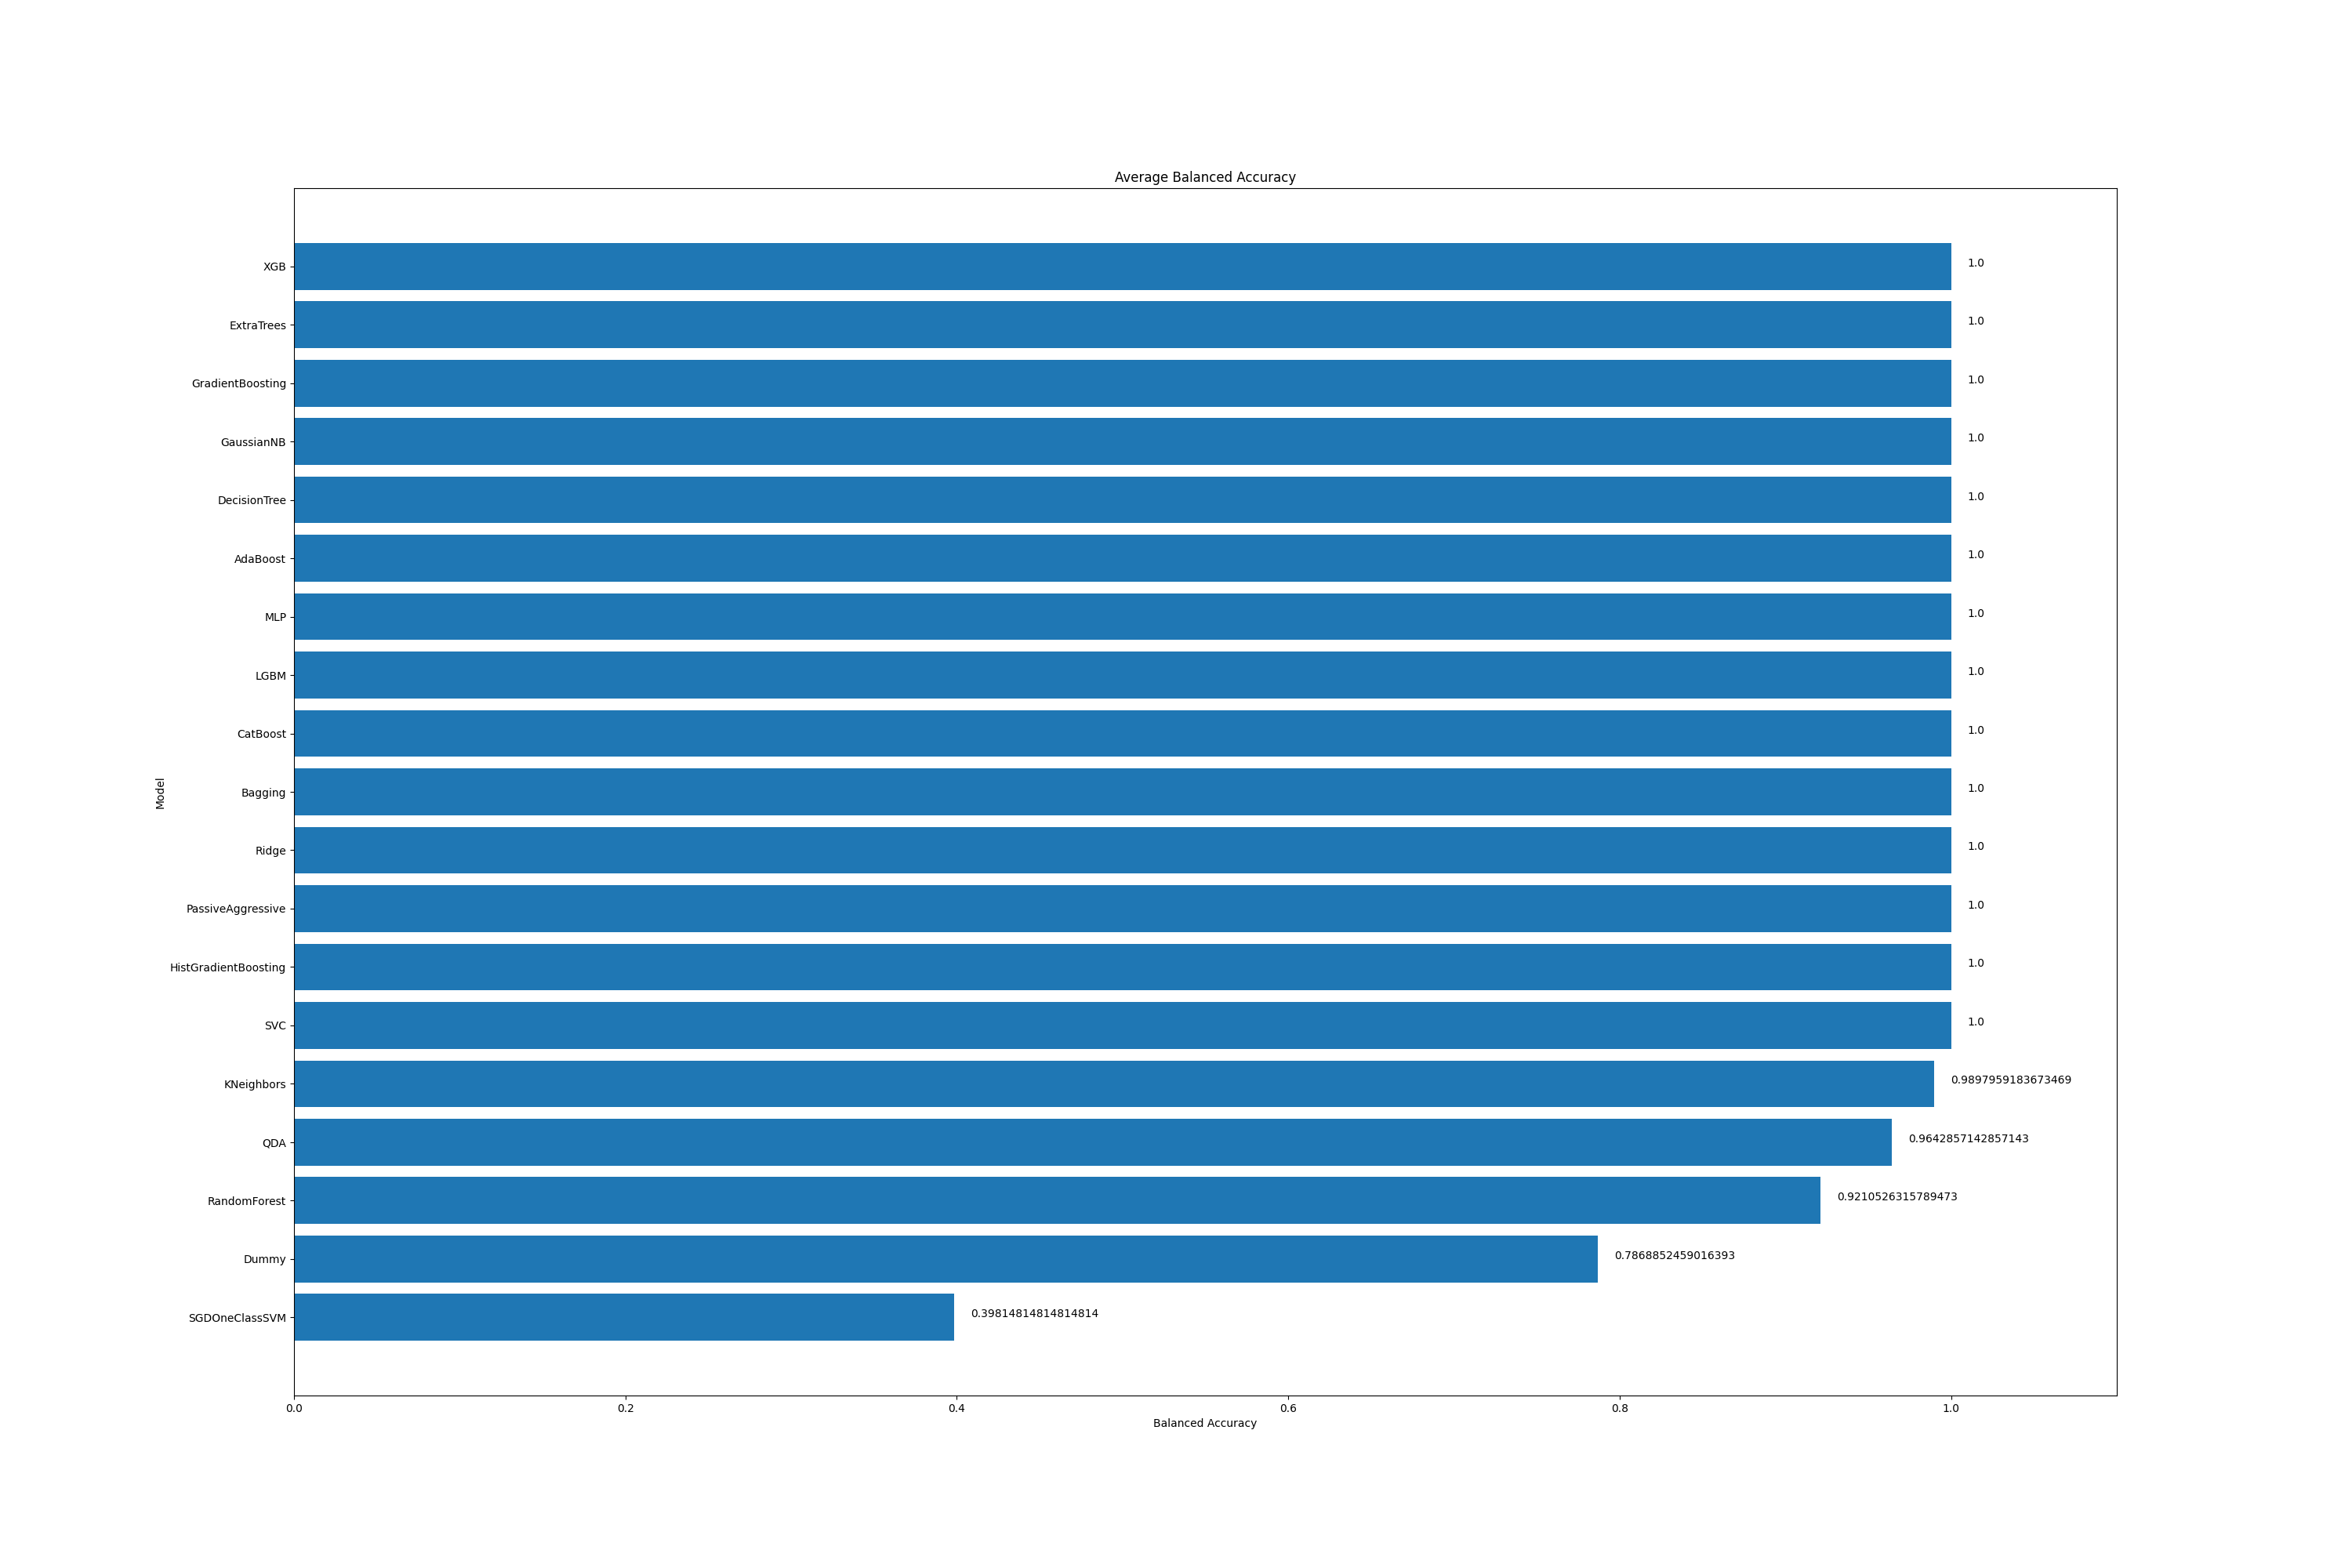 Average Balanced Accuracy
Model
XGB 1.0
ExtraTrees 1.0
GradientBoosting 1.0
GaussianNB 1.0
DecisionTree 1.0
AdaBoost 1.0
MLP 1.0
LGBM 1.0
CatBoost 1.0
Bagging 1.0
Ridge 1.0
PassiveAggressive 1.0
HistGradientBoosting 1.0
SVC 1.0
KNeighbors 0.9897959183673469
QDA 0.9642857142857143
RandomForest 0.9210526315789473
Dummy 0.7868852459016393
SGDOneClassSVM 0.39814814814814814
0.0 0.2 0.4 0.6 0.8 1.0
Balanced Accuracy